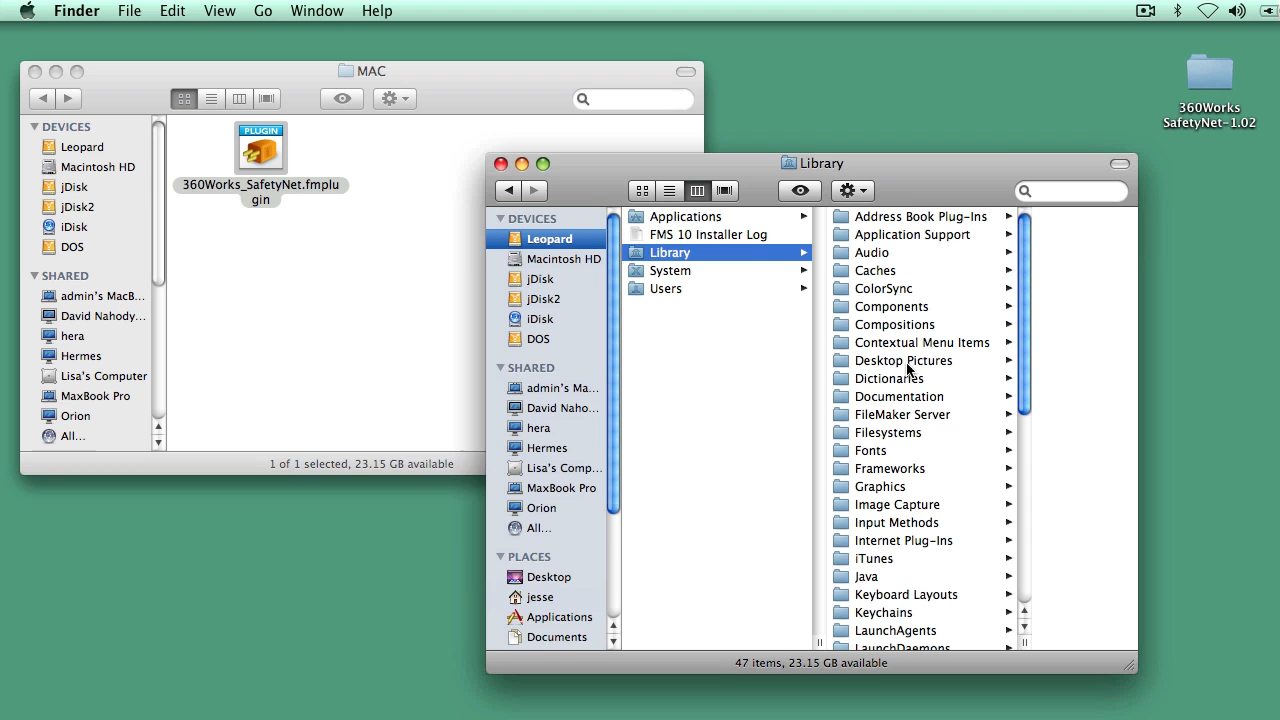 Finder File Edit View Go Window Help
360Works
SafetyNet-1.02
MAC
DEVICES
Leopard
Macintosh HD
jDisk
jDisk2
iDisk
DOS
SHARED
admin's MacB...
David Nahody...
hera
Hermes
Lisa's Computer
MaxBook Pro
Orion
All...
PLUGIN
360Works_SafetyNet.fmplu
gin
1 of 1 selected, 23.15 GB available
Library
DEVICES
Leopard
Macintosh HD
jDisk
jDisk2
iDisk
DOS
SHARED
admin's Ma...
David Naho...
hera
Hermes
Lisa's Comp...
MaxBook Pro
Orion
All...
PLACES
Desktop
jesse
Applications
Documents
Applications
FMS 10 Installer Log
Library
System
Users
Address Book Plug-Ins
Application Support
Audio
Caches
ColorSync
Components
Compositions
Contextual Menu Items
Desktop Pictures
Dictionaries
Documentation
FileMaker Server
Filesystems
Fonts
Frameworks
Graphics
Image Capture
Input Methods
Internet Plug-Ins
iTunes
Java
Keyboard Layouts
Keychains
LaunchAgents
LaunchDaemons
47 items, 23.15 GB available